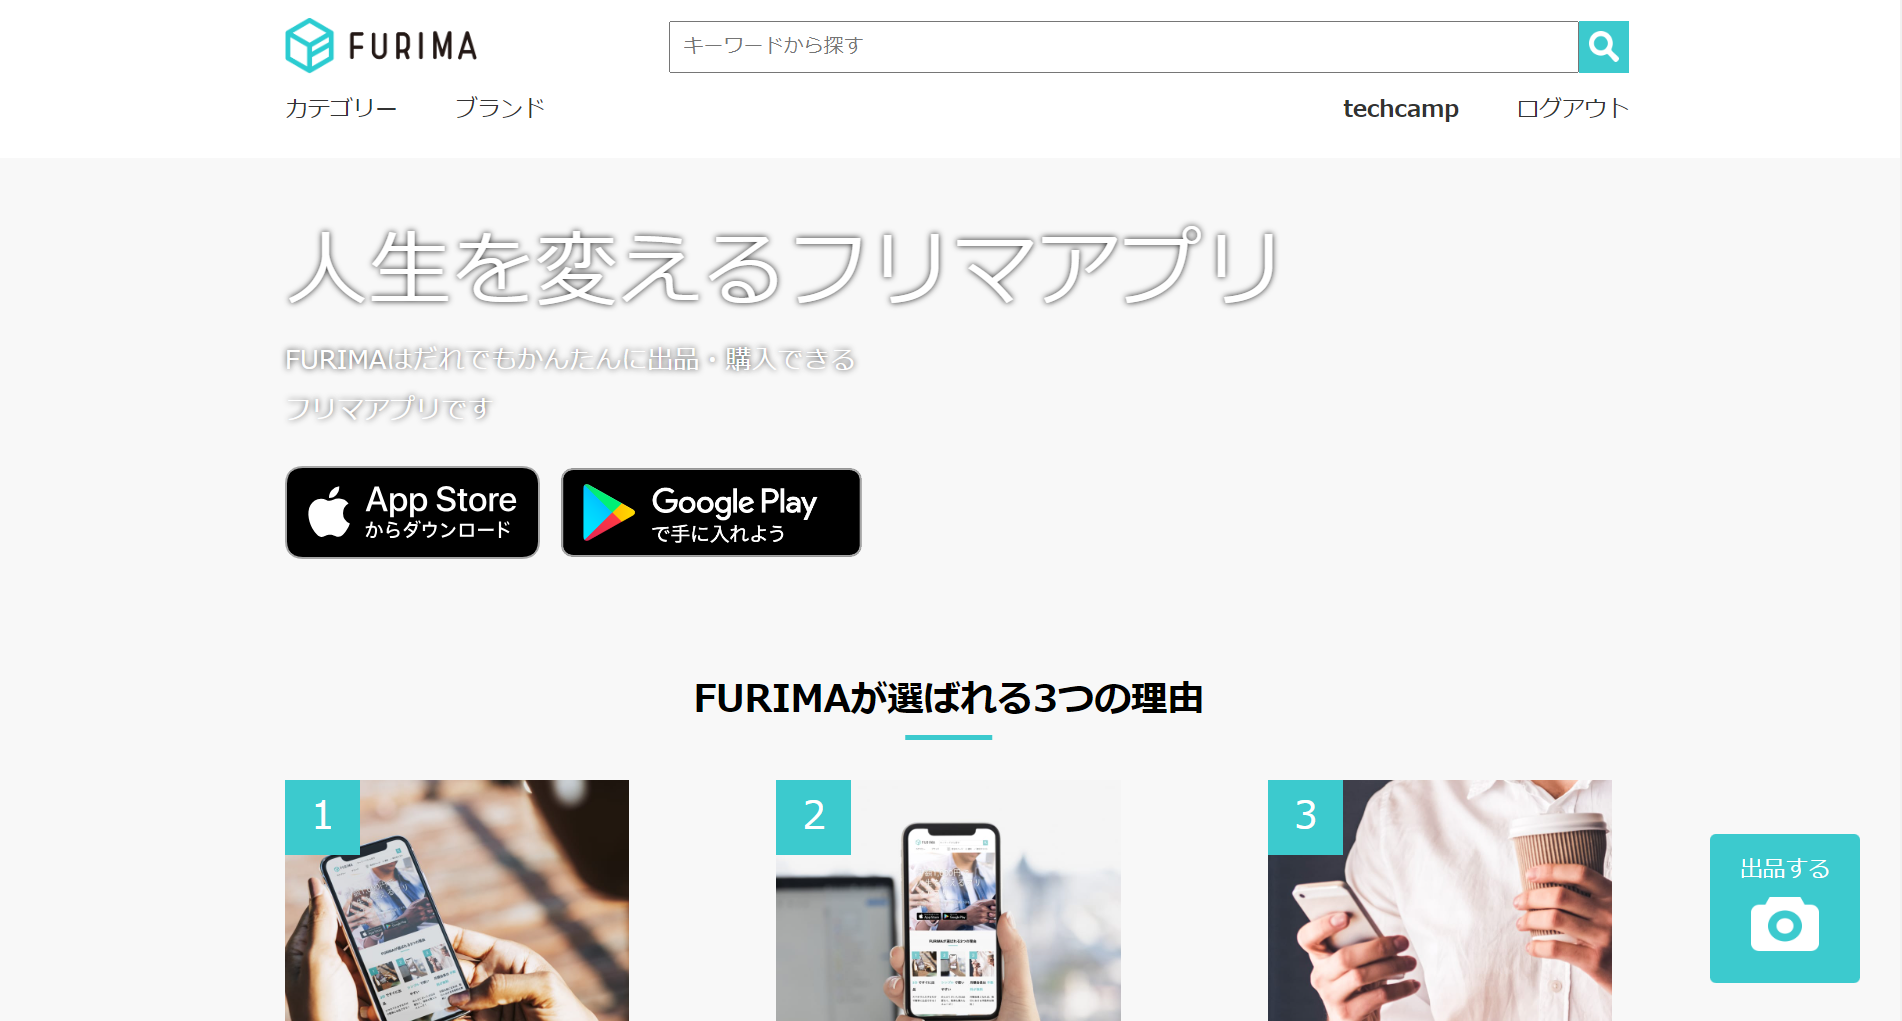 FURIMA
キーワードから探す
カテゴリー ブランド
techcamp ログアウト
人生を変えるフリマアプリ
FURIMAはだれでもかんたんに出品・購入できる
フリマアプリです
App Store
からダウンロード
Google Play
で手に入れよう
FURIMAが選ばれる3つの理由
1
2
3
出品する